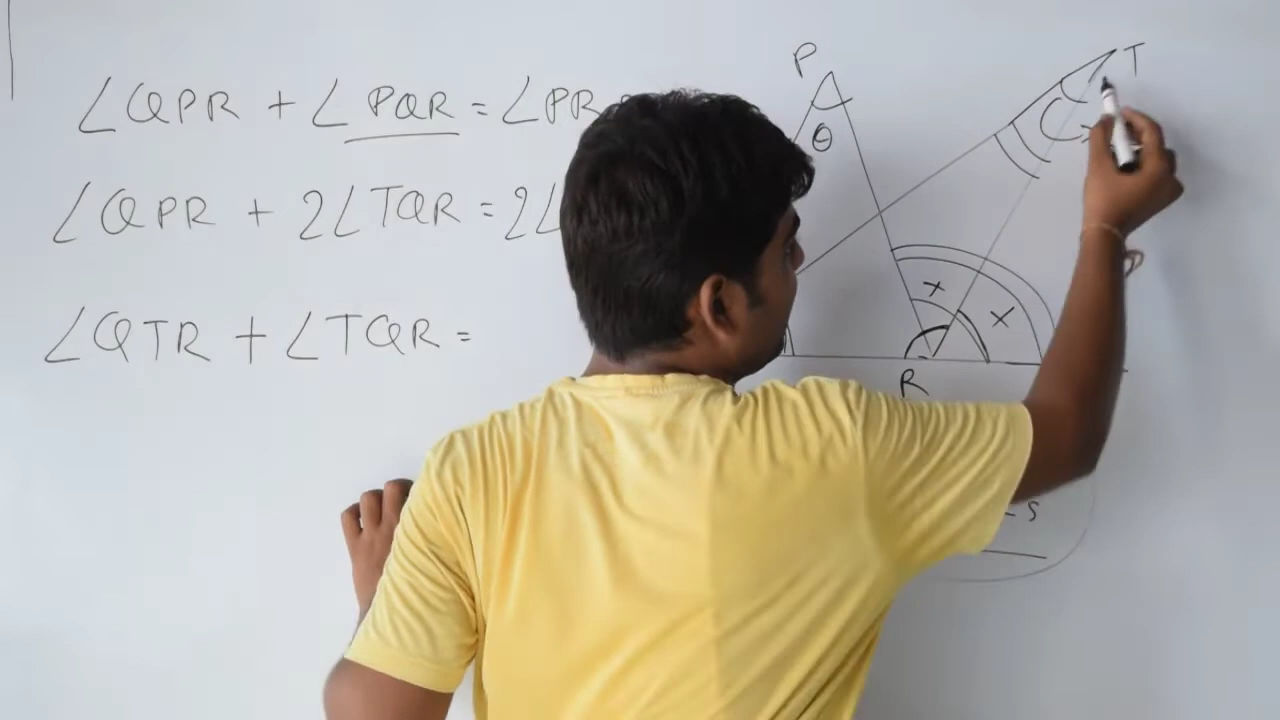 ∠QPR + ∠PQR = ∠PR
∠QPR + 2∠TQR = 2∠
∠QTR + ∠TQR =
P
T
θ
x
x
R